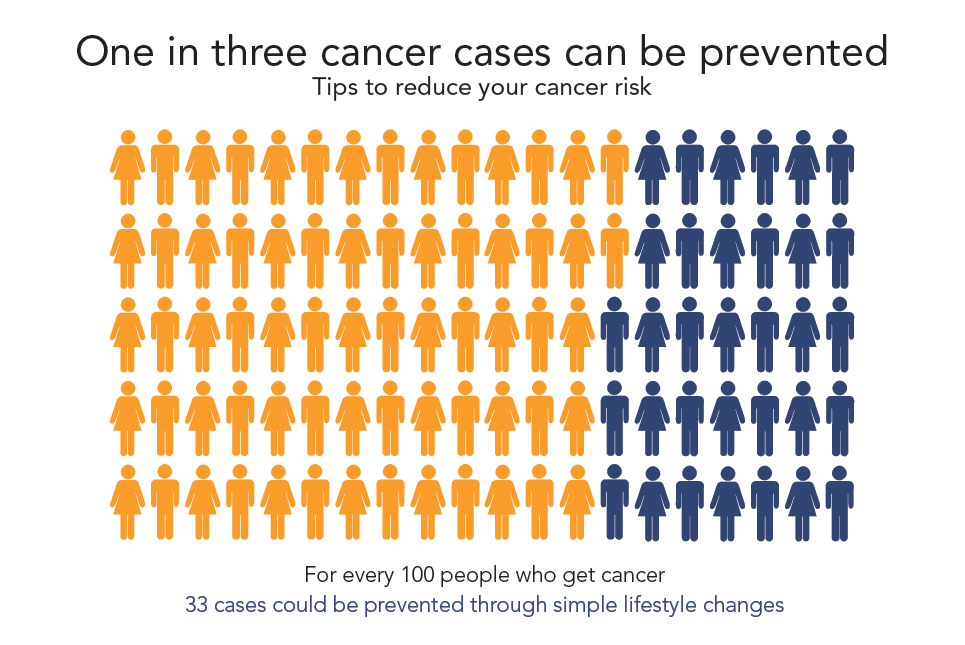 One in three cancer cases can be prevented
Tips to reduce your cancer risk
For every 100 people who get cancer
33 cases could be prevented through simple lifestyle changes